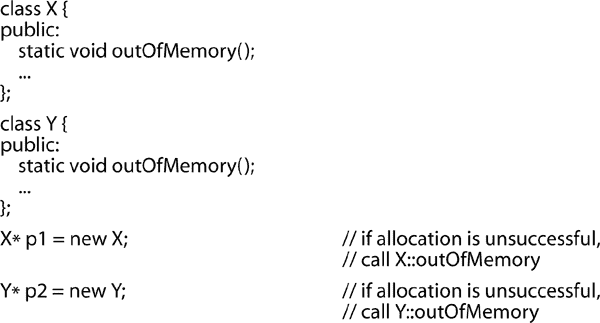 class X {
public:
static void outOfMemory();
...
};
class Y {
public:
static void outOfMemory();
...
};
X* p1 = new X; // if allocation is unsuccessful,
// call X::outOfMemory
Y* p2 = new Y; // if allocation is unsuccessful,
// call Y::outOfMemory